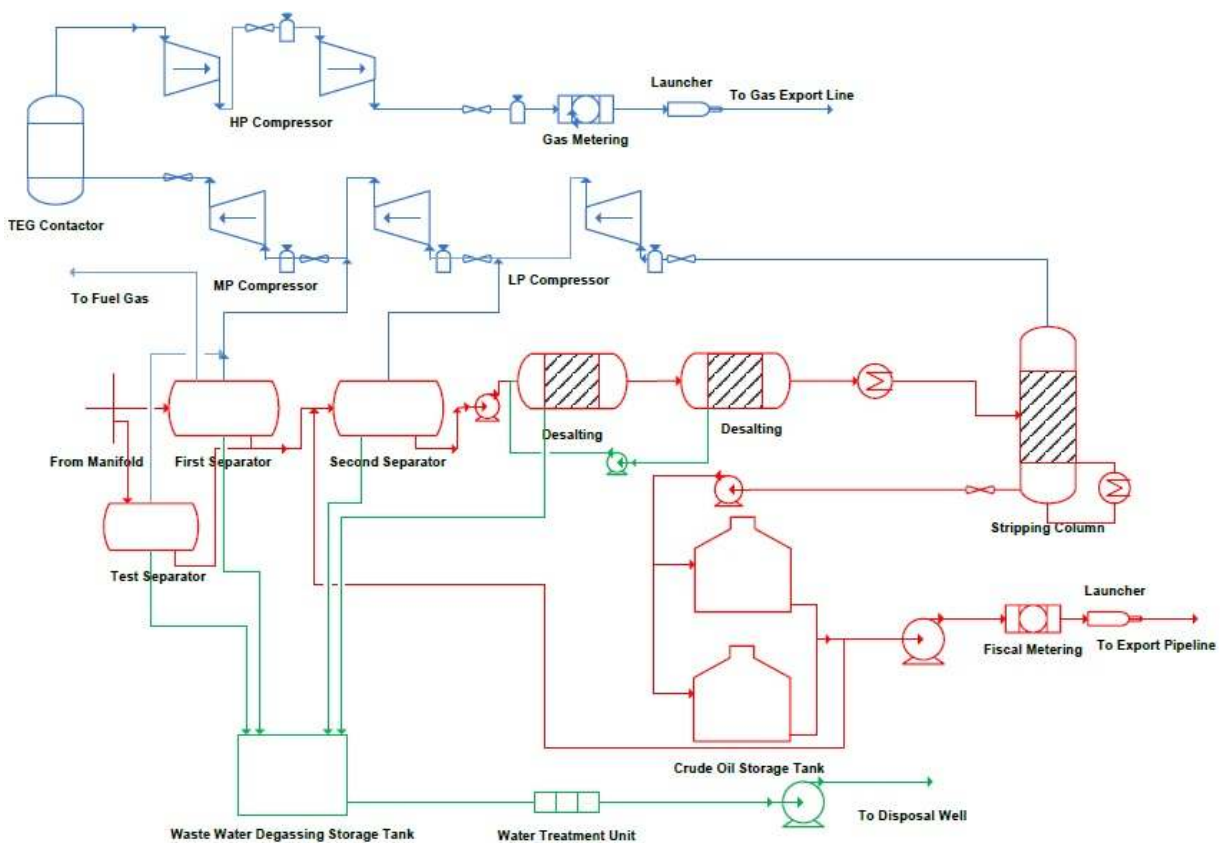 Launcher
To Gas Export Line
HP Compressor
Gas Metering
TEG Contactor
MP Compressor
LP Compressor
To Fuel Gas
From Manifold
First Separator
Second Separator
Desalting
Desalting
Stripping Column
Test Separator
Launcher
Fiscal Metering
To Export Pipeline
Crude Oil Storage Tank
Waste Water Degassing Storage Tank
Water Treatment Unit
To Disposal Well